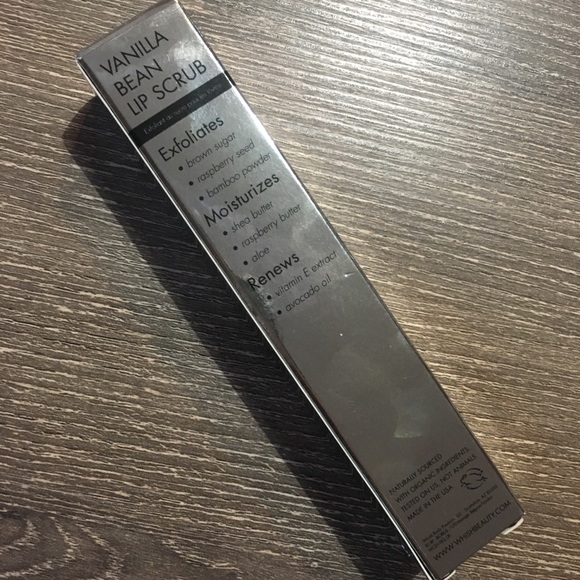 VANILLA
BEAN
LIP SCRUB
Exfoliates
• brown sugar
• raspberry seed
• bamboo powder
Moisturizes
• shea butter
• raspberry butter
• aloe
Renews
• vitamin E extract
• avocado oil
NATURALLY SOURCED
WITH ORGANIC INGREDIENTS.
TESTED ON US, NOT ANIMALS.
MADE IN THE USA
WWW.WHISHBEAUTY.COM